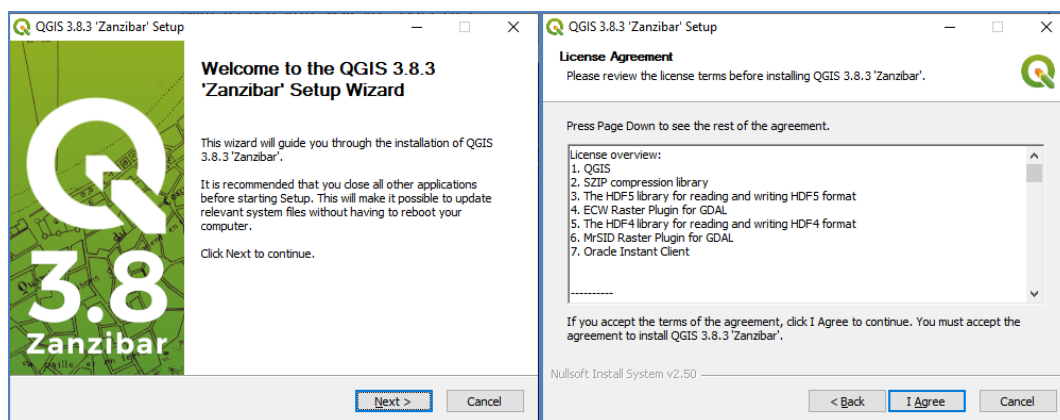 QGIS 3.8.3 'Zanzibar' Setup
3.8
Zanzibar
Welcome to the QGIS 3.8.3
'Zanzibar' Setup Wizard
This wizard will guide you through the installation of QGIS
3.8.3 'Zanzibar'.
It is recommended that you close all other applications
before starting Setup. This will make it possible to update
relevant system files without having to reboot your
computer.
Click Next to continue.
Next >
Cancel
QGIS 3.8.3 'Zanzibar' Setup
License Agreement
Please review the license terms before installing QGIS 3.8.3 'Zanzibar'.
Press Page Down to see the rest of the agreement.
License overview:
1. QGIS
2. SZIP compression library
3. The HDF5 library for reading and writing HDF5 format
4. ECW Raster Plugin for GDAL
5. The HDF4 library for reading and writing HDF4 format
6. MrSID Raster Plugin for GDAL
7. Oracle Instant Client
----------
If you accept the terms of the agreement, click I Agree to continue. You must accept the
agreement to install QGIS 3.8.3 'Zanzibar'.
Nullsoft Install System v2.50
< Back
I Agree
Cancel